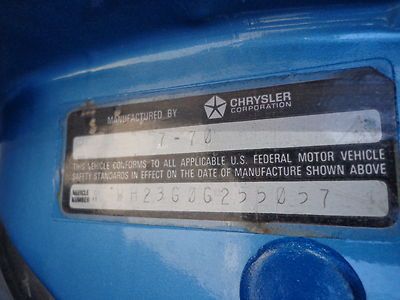 MANUFACTURED BY CHRYSLER CORPORATION
7-70
THIS VEHICLE CONFORMS TO ALL APPLICABLE U.S. FEDERAL MOTOR VEHICLE
SAFETY STANDARDS IN EFFECT ON THE DATE OF MANUFACTURE SHOWN ABOVE
VEHICLE NUMBER WH23G0G255057